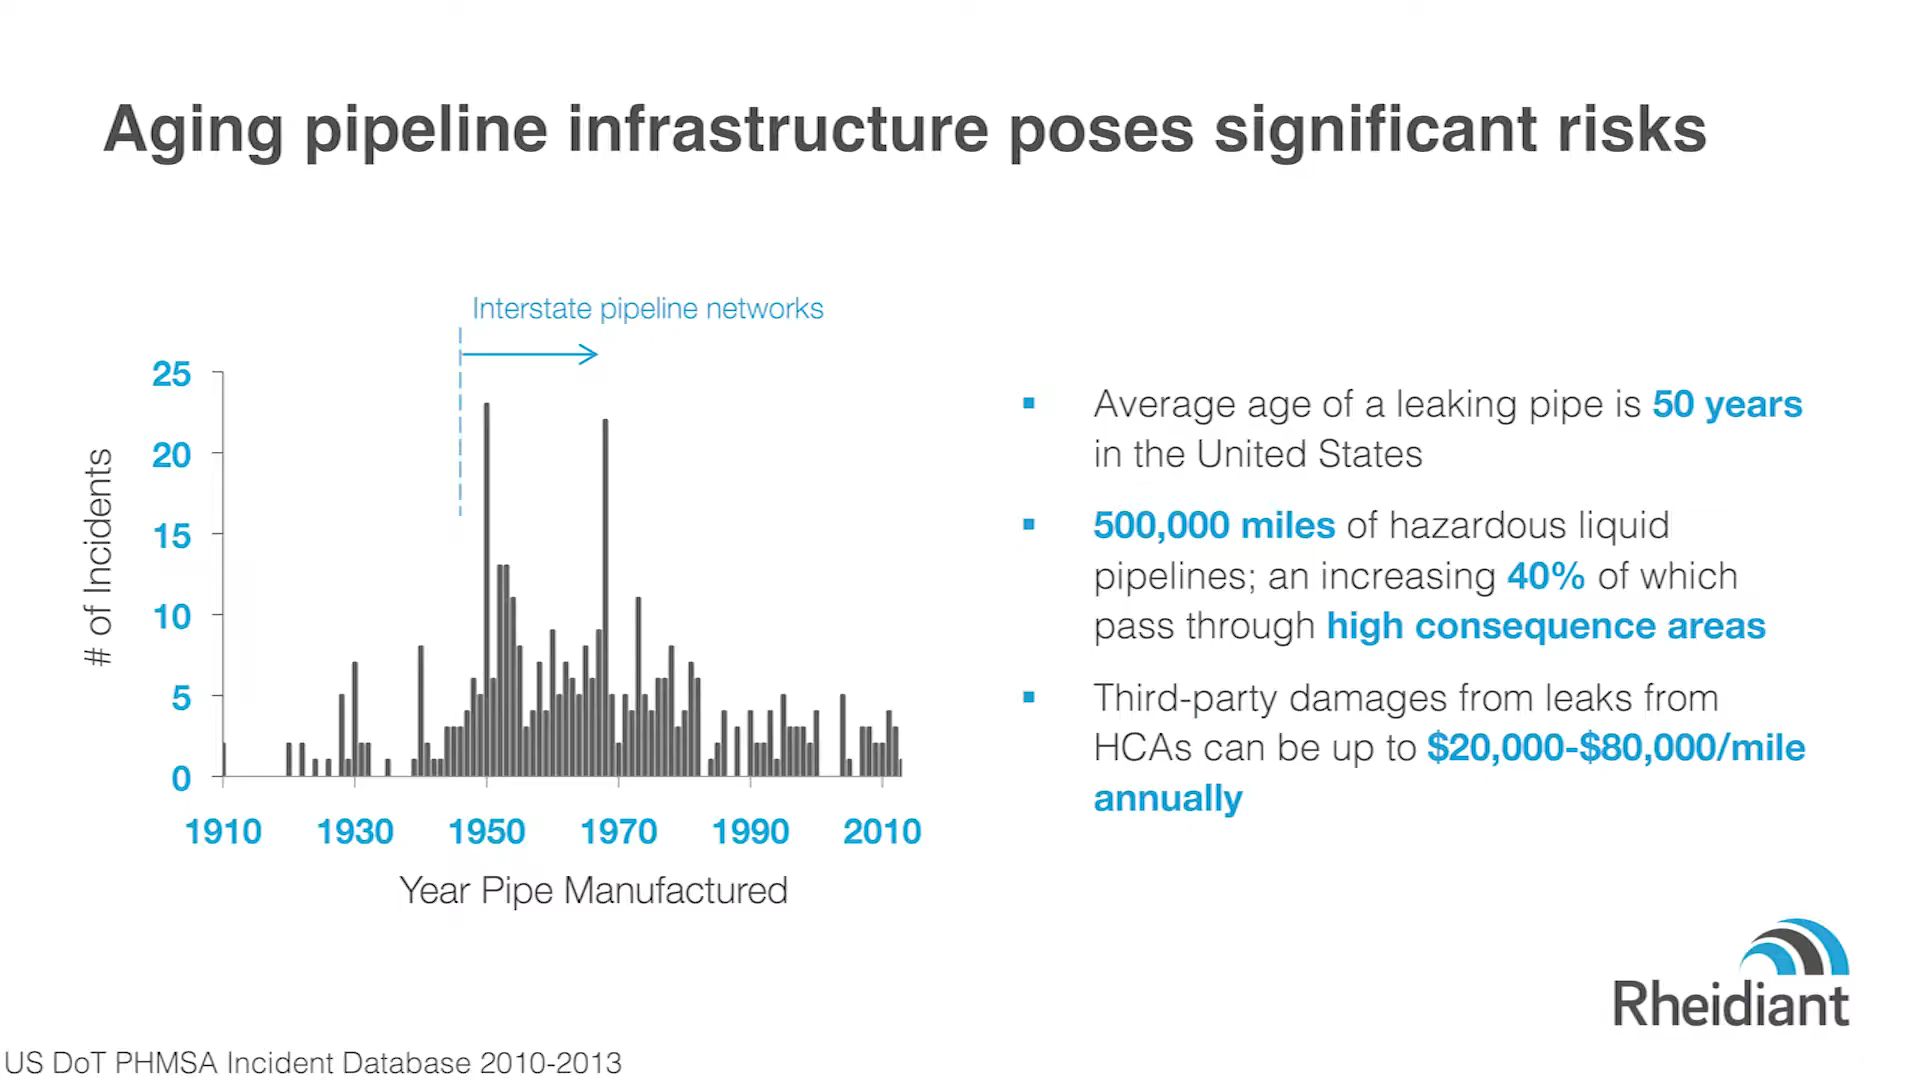 Aging pipeline infrastructure poses significant risks
Interstate pipeline networks
# of Incidents
25
20
15
10
5
0
1910 1930 1950 1970 1990 2010
Year Pipe Manufactured
▪ Average age of a leaking pipe is 50 years
in the United States
▪ 500,000 miles of hazardous liquid
pipelines; an increasing 40% of which
pass through high consequence areas
▪ Third-party damages from leaks from
HCAs can be up to $20,000-$80,000/mile
annually
Rheidiant
US DoT PHMSA Incident Database 2010-2013